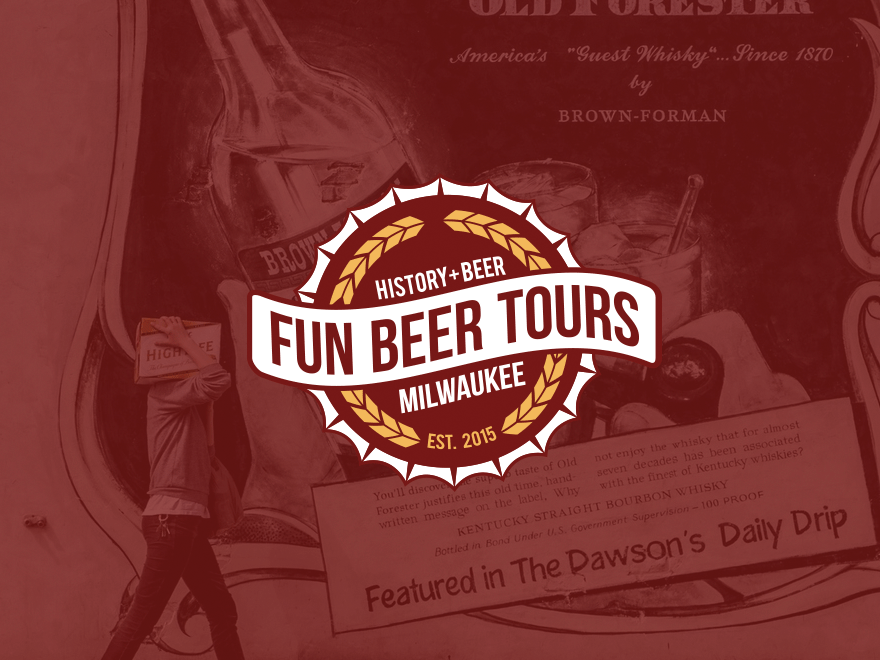 OLD FORESTER
America's "Guest Whisky"... Since 1870
by
BROWN-FORMAN
BROWN
HISTORY+BEER
FUN BEER TOURS
MILWAUKEE
EST. 2015
HIGH LIFE
You'll discover the taste of Old
Forester justifies this old time, hand-
written message on the label, Why
not enjoy the whisky that for almost
seven decades has been associated
with the finest of Kentucky whiskies?
KENTUCKY STRAIGHT BOURBON WHISKY
Bottled in Bond Under U.S. Government Supervision - 100 PROOF
Featured in The Dawson's Daily Drip